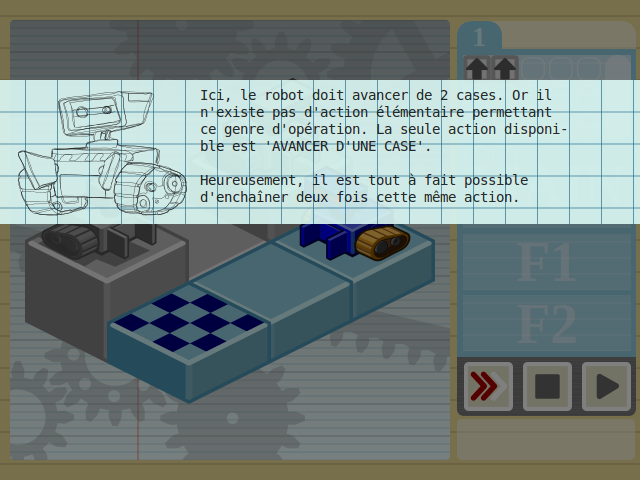 1
Ici, le robot doit avancer de 2 cases. Or il
n'existe pas d'action élémentaire permettant
ce genre d'opération. La seule action disponi-
ble est 'AVANCER D'UNE CASE'.
Heureusement, il est tout à fait possible
d'enchaîner deux fois cette même action.
F1
F2